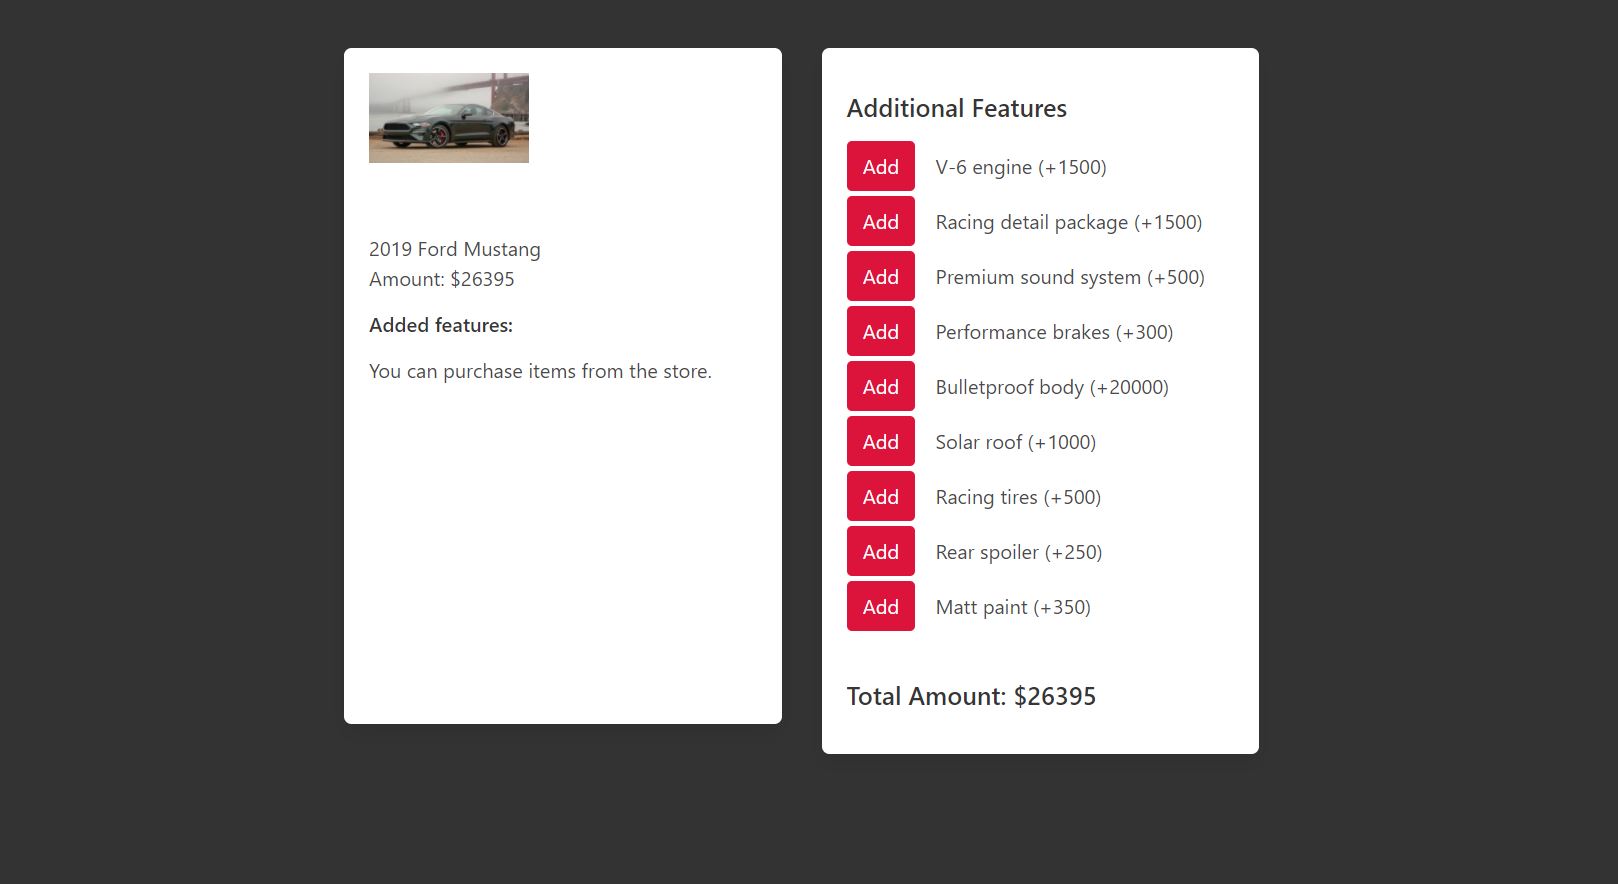 2019 Ford Mustang
Amount: $26395
Added features:
You can purchase items from the store.
Additional Features
Add V-6 engine (+1500)
Add Racing detail package (+1500)
Add Premium sound system (+500)
Add Performance brakes (+300)
Add Bulletproof body (+20000)
Add Solar roof (+1000)
Add Racing tires (+500)
Add Rear spoiler (+250)
Add Matt paint (+350)
Total Amount: $26395